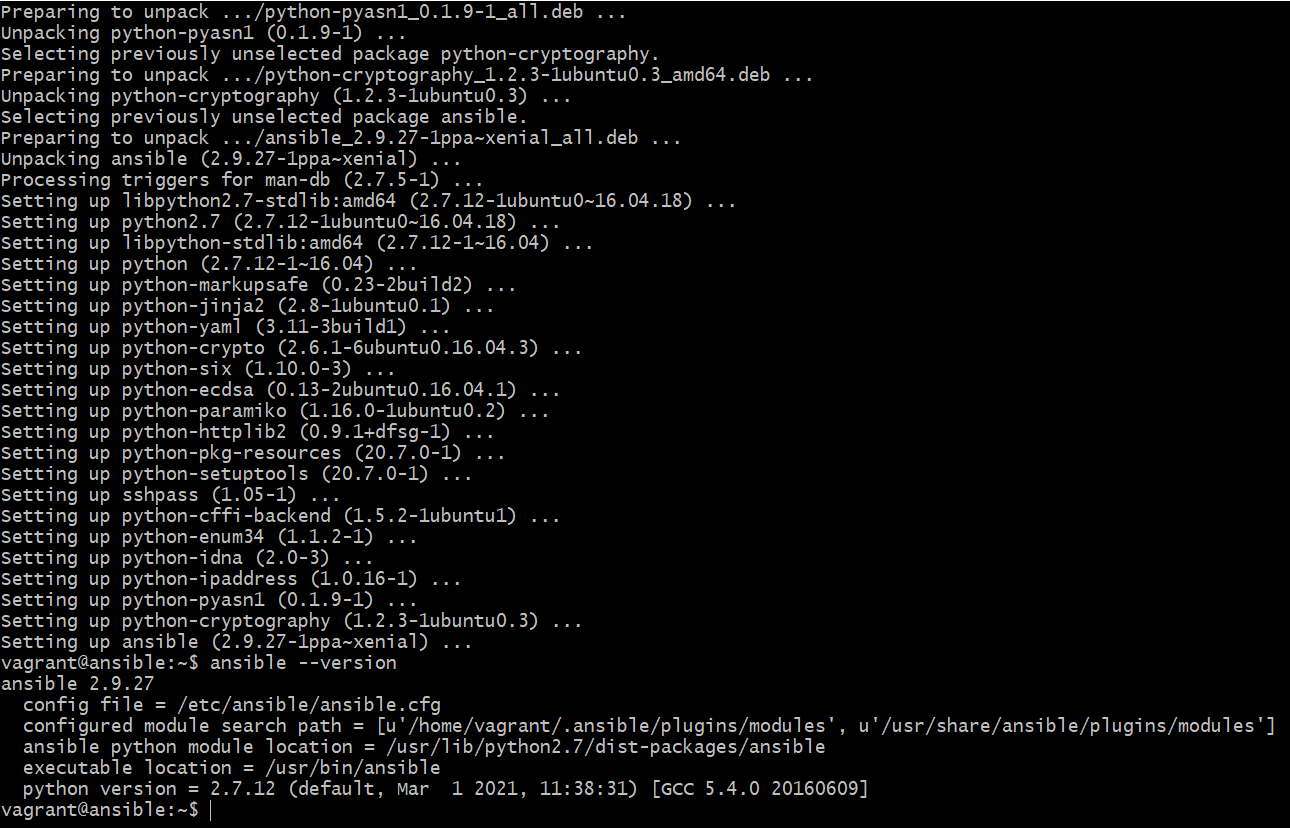 Preparing to unpack .../python-pyasn1_0.1.9-1_all.deb ...
Unpacking python-pyasn1 (0.1.9-1) ...
Selecting previously unselected package python-cryptography.
Preparing to unpack .../python-cryptography_1.2.3-1ubuntu0.3_amd64.deb ...
Unpacking python-cryptography (1.2.3-1ubuntu0.3) ...
Selecting previously unselected package ansible.
Preparing to unpack .../ansible_2.9.27-1ppa~xenial_all.deb ...
Unpacking ansible (2.9.27-1ppa~xenial) ...
Processing triggers for man-db (2.7.5-1) ...
Setting up libpython2.7-stdlib:amd64 (2.7.12-1ubuntu0~16.04.18) ...
Setting up python2.7 (2.7.12-1ubuntu0~16.04.18) ...
Setting up libpython-stdlib:amd64 (2.7.12-1~16.04) ...
Setting up python (2.7.12-1~16.04) ...
Setting up python-markupsafe (0.23-2build2) ...
Setting up python-jinja2 (2.8-1ubuntu0.1) ...
Setting up python-yaml (3.11-3build1) ...
Setting up python-crypto (2.6.1-6ubuntu0.16.04.3) ...
Setting up python-six (1.10.0-3) ...
Setting up python-ecdsa (0.13-2ubuntu0.16.04.1) ...
Setting up python-paramiko (1.16.0-1ubuntu0.2) ...
Setting up python-httplib2 (0.9.1+dfsg-1) ...
Setting up python-pkg-resources (20.7.0-1) ...
Setting up python-setuptools (20.7.0-1) ...
Setting up sshpass (1.05-1) ...
Setting up python-cffi-backend (1.5.2-1ubuntu1) ...
Setting up python-enum34 (1.1.2-1) ...
Setting up python-idna (2.0-3) ...
Setting up python-ipaddress (1.0.16-1) ...
Setting up python-pyasn1 (0.1.9-1) ...
Setting up python-cryptography (1.2.3-1ubuntu0.3) ...
Setting up ansible (2.9.27-1ppa~xenial) ...
vagrant@ansible:~$ ansible --version
ansible 2.9.27
  config file = /etc/ansible/ansible.cfg
  configured module search path = [u'/home/vagrant/.ansible/plugins/modules', u'/usr/share/ansible/plugins/modules']
  ansible python module location = /usr/lib/python2.7/dist-packages/ansible
  executable location = /usr/bin/ansible
  python version = 2.7.12 (default, Mar  1 2021, 11:38:31) [GCC 5.4.0 20160609]
vagrant@ansible:~$